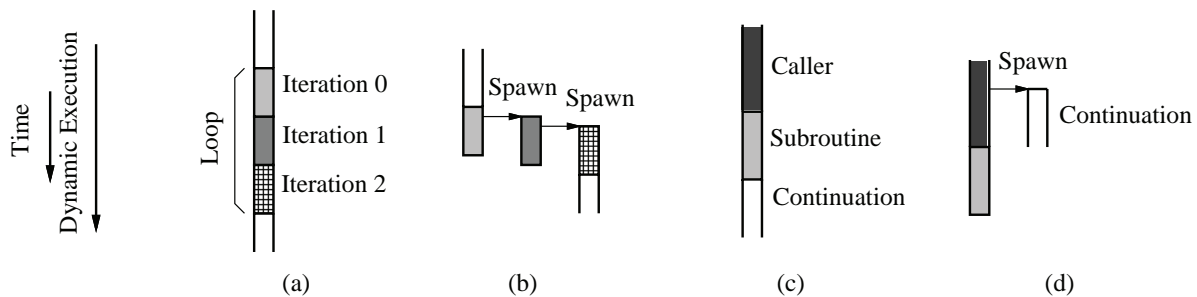 Time
Dynamic Execution
Loop
Iteration 0
Iteration 1
Iteration 2
(a)
Spawn
Spawn
(b)
Caller
Subroutine
Continuation
(c)
Spawn
Continuation
(d)